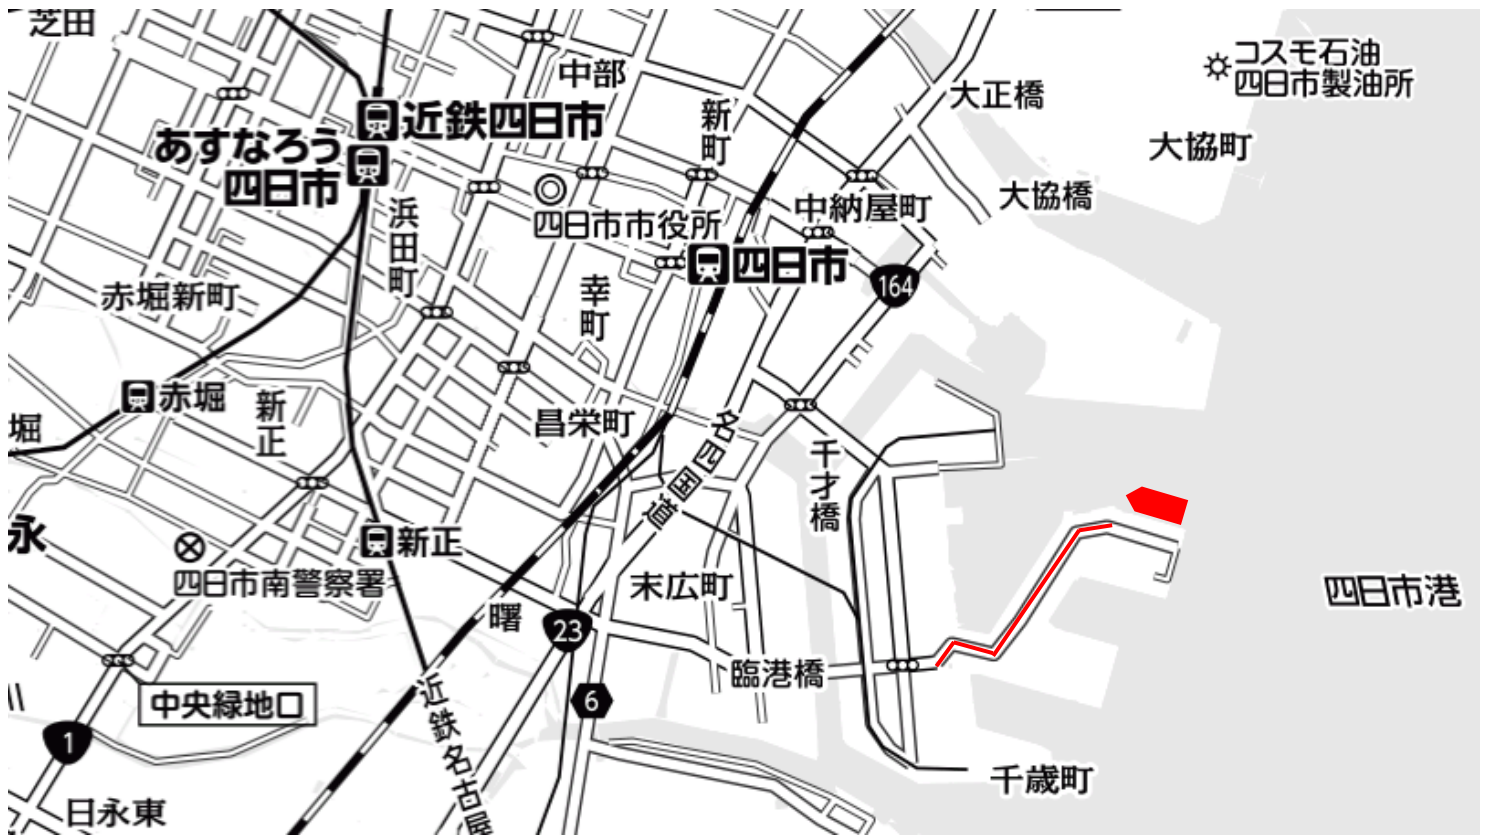 芝田
中部
コスモ石油
四日市製油所
大正橋
新町
近鉄四日市
大協町
あすなろう
四日市
大協橋
中納屋町
浜田町
四日市市役所
四日市
164
赤堀新町
幸町
赤堀
新正
堀
昌栄町
名四国道
千才橋
永
新正
四日市南警察署
末広町
四日市港
曙
23
臨港橋
中央緑地口
6
近鉄名古屋
1
千歳町
日永東